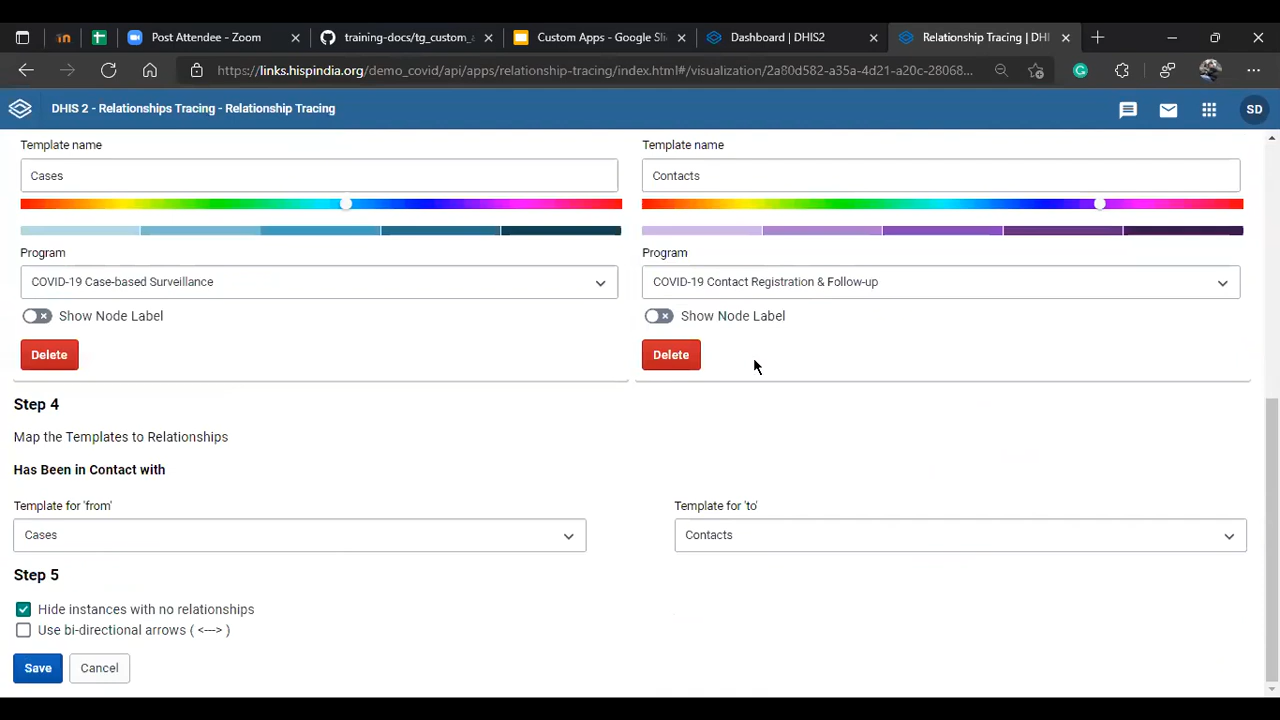 Post Attendee - Zoom
training-docs/tg_custom_a
Custom Apps - Google Sli
Dashboard | DHIS2
Relationship Tracing | DHI
https://links.hispindia.org/demo_covid/api/apps/relationship-tracing/index.html#/visualization/2a80d582-a35a-4d21-a20c-28068...
DHIS 2 - Relationships Tracing - Relationship Tracing
SD
Template name
Template name
Cases
Contacts
Program
Program
COVID-19 Case-based Surveillance
COVID-19 Contact Registration & Follow-up
Show Node Label
Show Node Label
Delete
Delete
Step 4
Map the Templates to Relationships
Has Been in Contact with
Template for 'from'
Template for 'to'
Cases
Contacts
Step 5
Hide instances with no relationships
Use bi-directional arrows ( <---> )
Save
Cancel